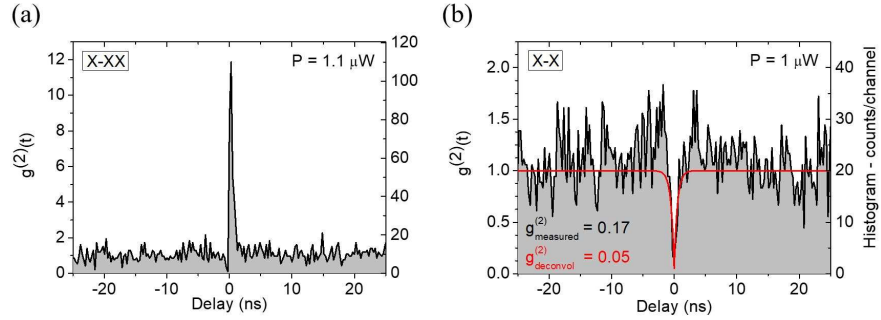 (a)
X-XX
P = 1.1 μW
12
10
8
6
4
2
0
g(2)(t)
110
100
80
60
40
20
0
-20 -10 0 10 20
Delay (ns)
(b)
X-X
P = 1 μW
2.0
1.5
1.0
0.5
0.0
g(2)(t)
g(2)measured = 0.17
g(2)deconvol = 0.05
40
30
20
10
0
Histogram - counts/channel
-20 -10 0 10 20
Delay (ns)